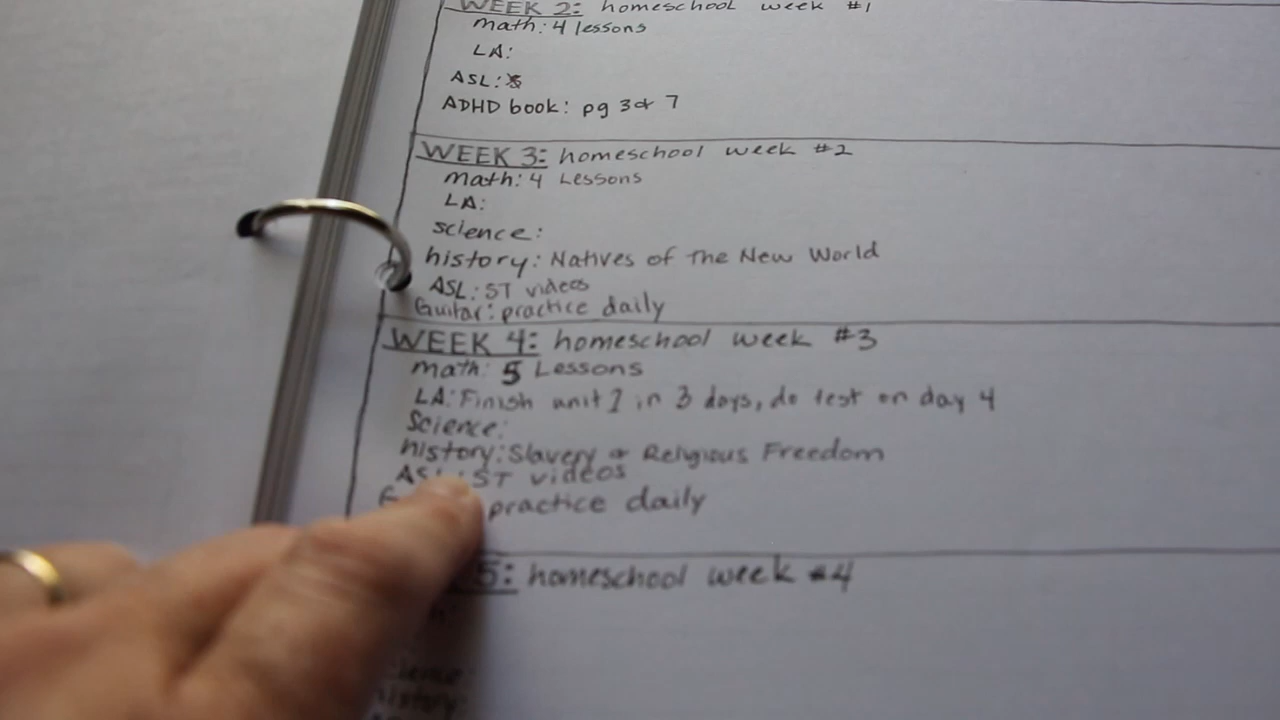 WEEK 2: homeschool week #1
math: 4 lessons
LA:
ASL:
ADHD book: pg 3 & 7
WEEK 3: homeschool week #2
math: 4 Lessons
LA:
science:
history: Natives of The New World
ASL: ST videos
Guitar: practice daily
WEEK 4: homeschool week #3
math: 5 Lessons
LA: Finish unit 1 in 3 days, do test on day 4
Science:
history: Slavery & Religious Freedom
ST videos
practice daily
5: homeschool week #4
history: